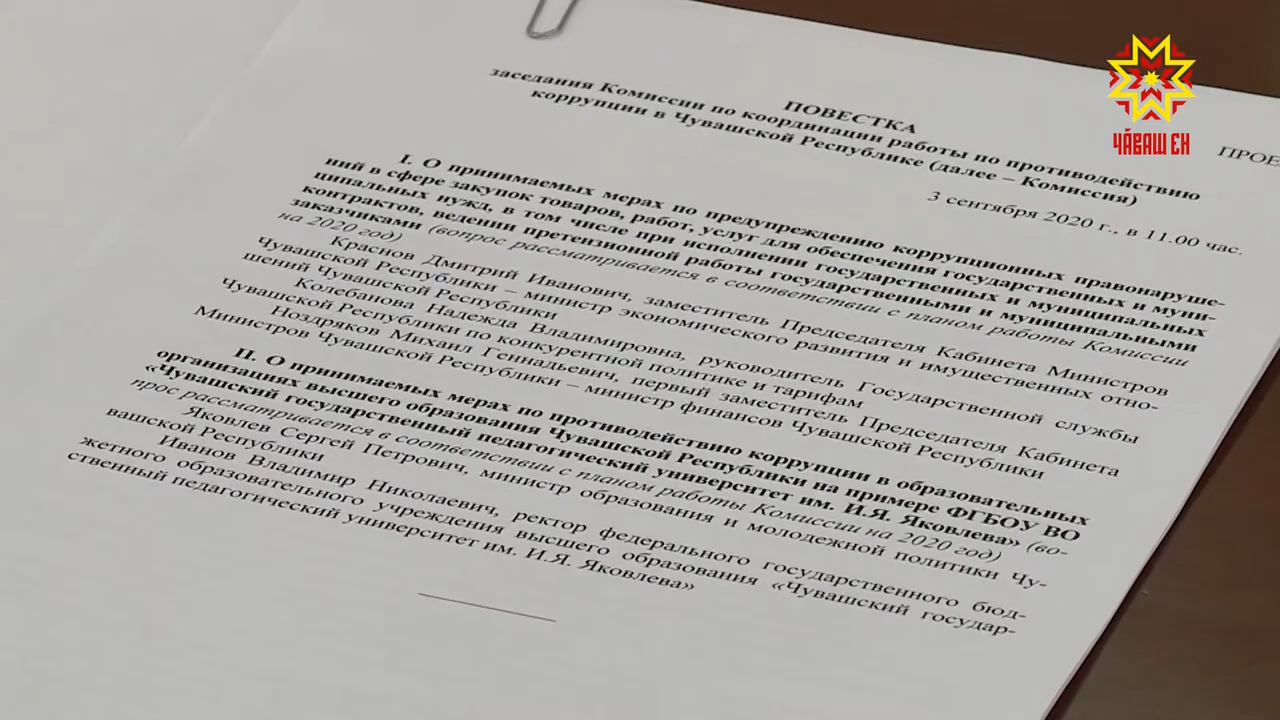 ЧӐВАШ ЕН
ПРОЕ
ПОВЕСТКА
заседания Комиссии по координации работы по противодействию
коррупции в Чувашской Республике (далее – Комиссия)
3 сентября 2020 г., в 11.00 час.
I. О принимаемых мерах по предупреждению коррупционных правонаруше-
ний в сфере закупок товаров, работ, услуг для обеспечения государственных и муни-
ципальных нужд, в том числе при исполнении государственных и муниципальных
контрактов, ведении претензионной работы государственными и муниципальными
заказчиками (вопрос рассматривается в соответствии с планом работы Комиссии
на 2020 год)
Краснов Дмитрий Иванович, заместитель Председателя Кабинета Министров
Чувашской Республики – министр экономического развития и имущественных отно-
шений Чувашской Республики
Колебанова Надежда Владимировна, руководитель Государственной службы
Чувашской Республики по конкурентной политике и тарифам
Ноздряков Михаил Геннадьевич, первый заместитель Председателя Кабинета
Министров Чувашской Республики – министр финансов Чувашской Республики
II. О принимаемых мерах по противодействию коррупции в образовательных
организациях высшего образования Чувашской Республики на примере ФГБОУ ВО
«Чувашский государственный педагогический университет им. И.Я. Яковлева» (во-
прос рассматривается в соответствии с планом работы Комиссии на 2020 год)
Яковлев Сергей Петрович, министр образования и молодежной политики Чу-
вашской Республики
Иванов Владимир Николаевич, ректор федерального государственного бюд-
жетного образовательного учреждения высшего образования «Чувашский государ-
ственный педагогический университет им. И.Я. Яковлева»